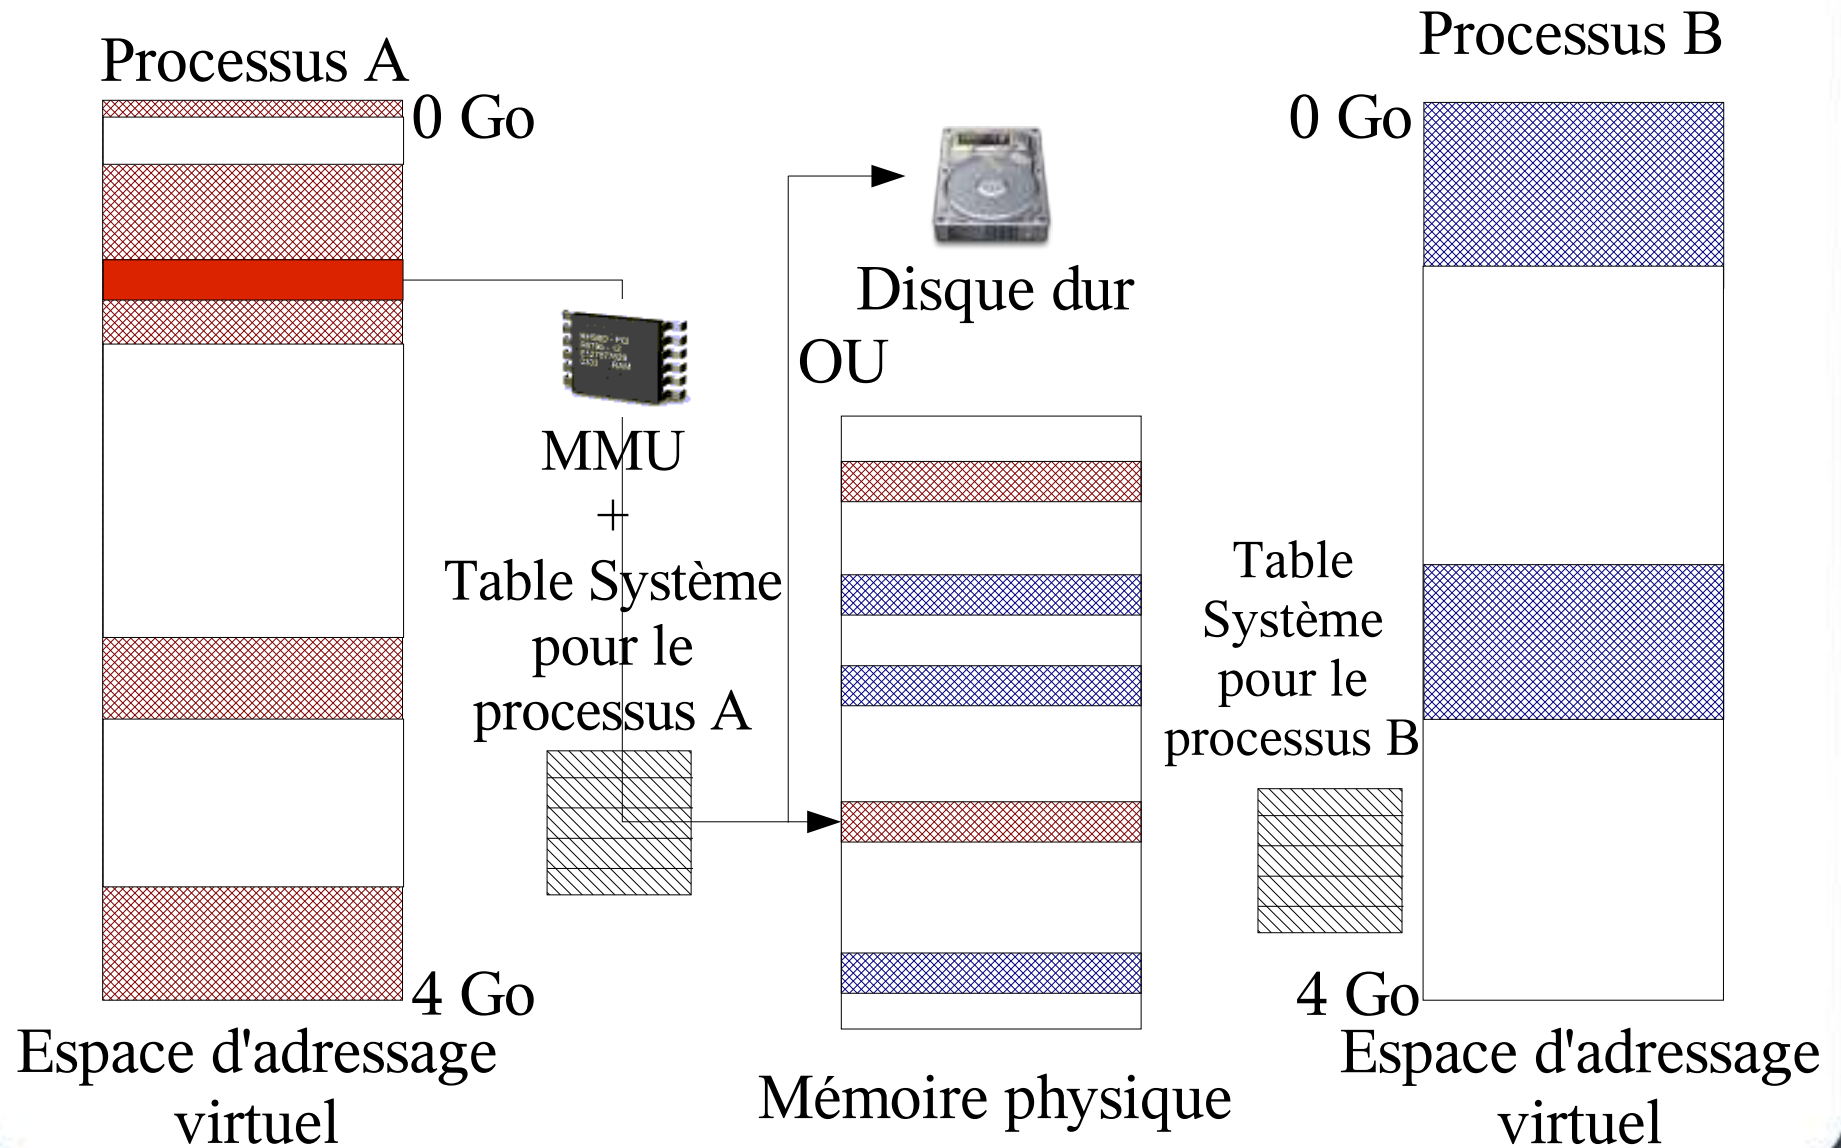 Processus A
0 Go
4 Go
Espace d'adressage
virtuel
MMU
+
Table Système
pour le
processus A
Disque dur
OU
Mémoire physique
Processus B
0 Go
Table
Système
pour le
processus B
4 Go
Espace d'adressage
virtuel